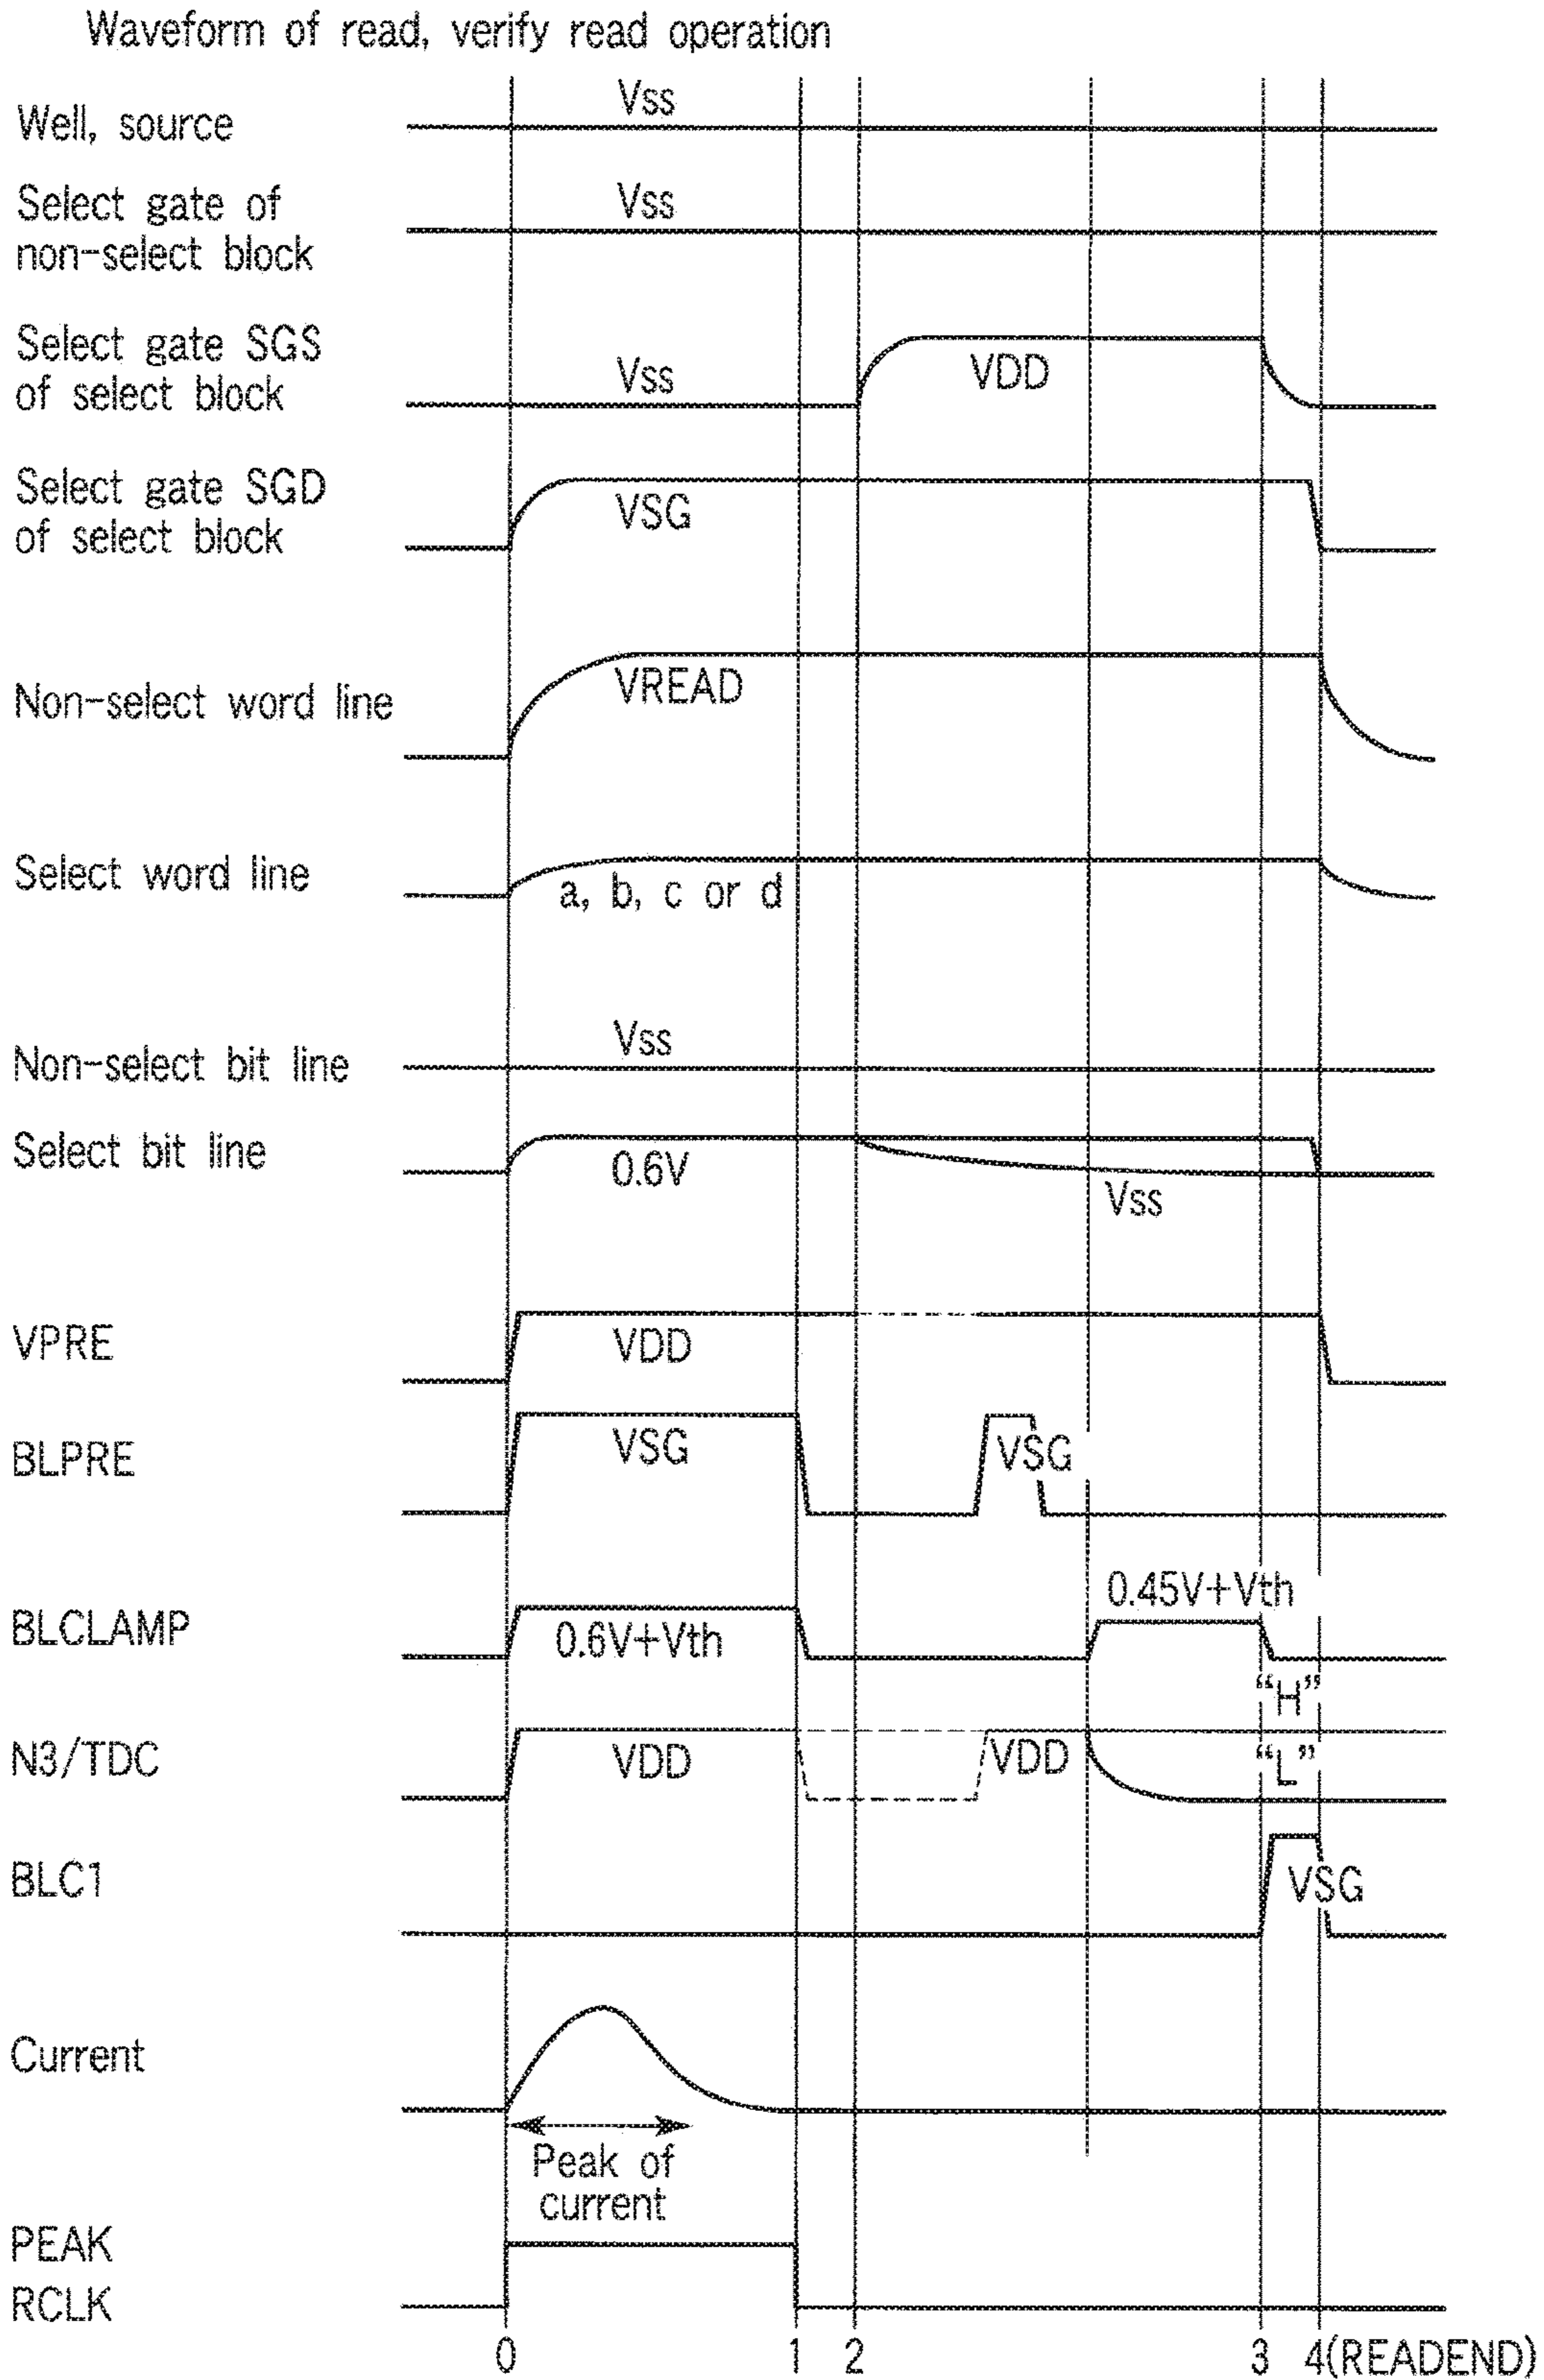 Waveform of read, verify read operation
Well, source
Vss
Select gate of
non-select block
Vss
Select gate SGS
of select block
Vss
VDD
Select gate SGD
of select block
VSG
Non-select word line
VREAD
Select word line
a, b, c or d
Non-select bit line
Vss
Select bit line
0.6V
Vss
VPRE
VDD
BLPRE
VSG
VSG
BLCLAMP
0.6V+Vth
0.45V+Vth
N3/TDC
VDD
VDD
“H”
“L”
BLC1
VSG
Current
Peak of
current
PEAK
RCLK
0 1 2 3 4(READEND)